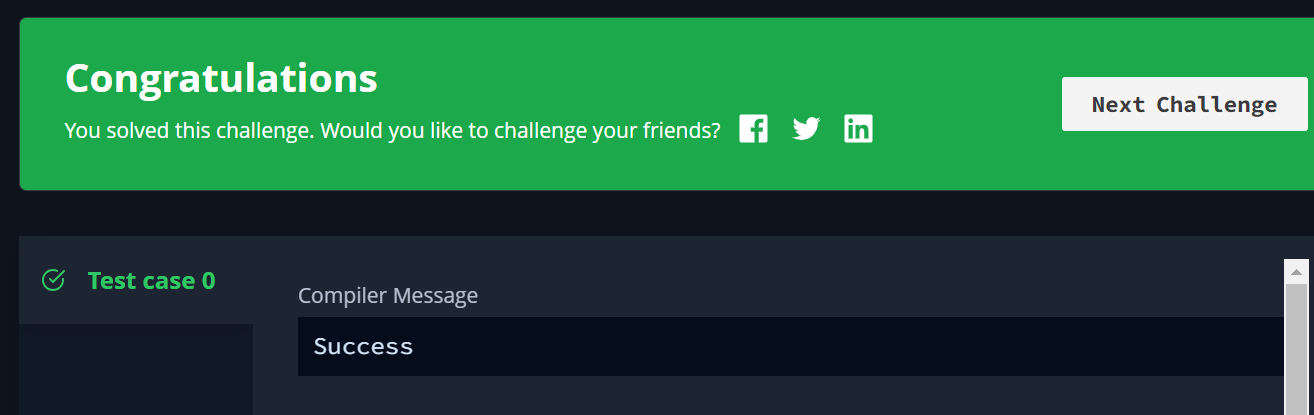 Congratulations
You solved this challenge. Would you like to challenge your friends?
Next Challenge
Test case 0
Compiler Message
Success